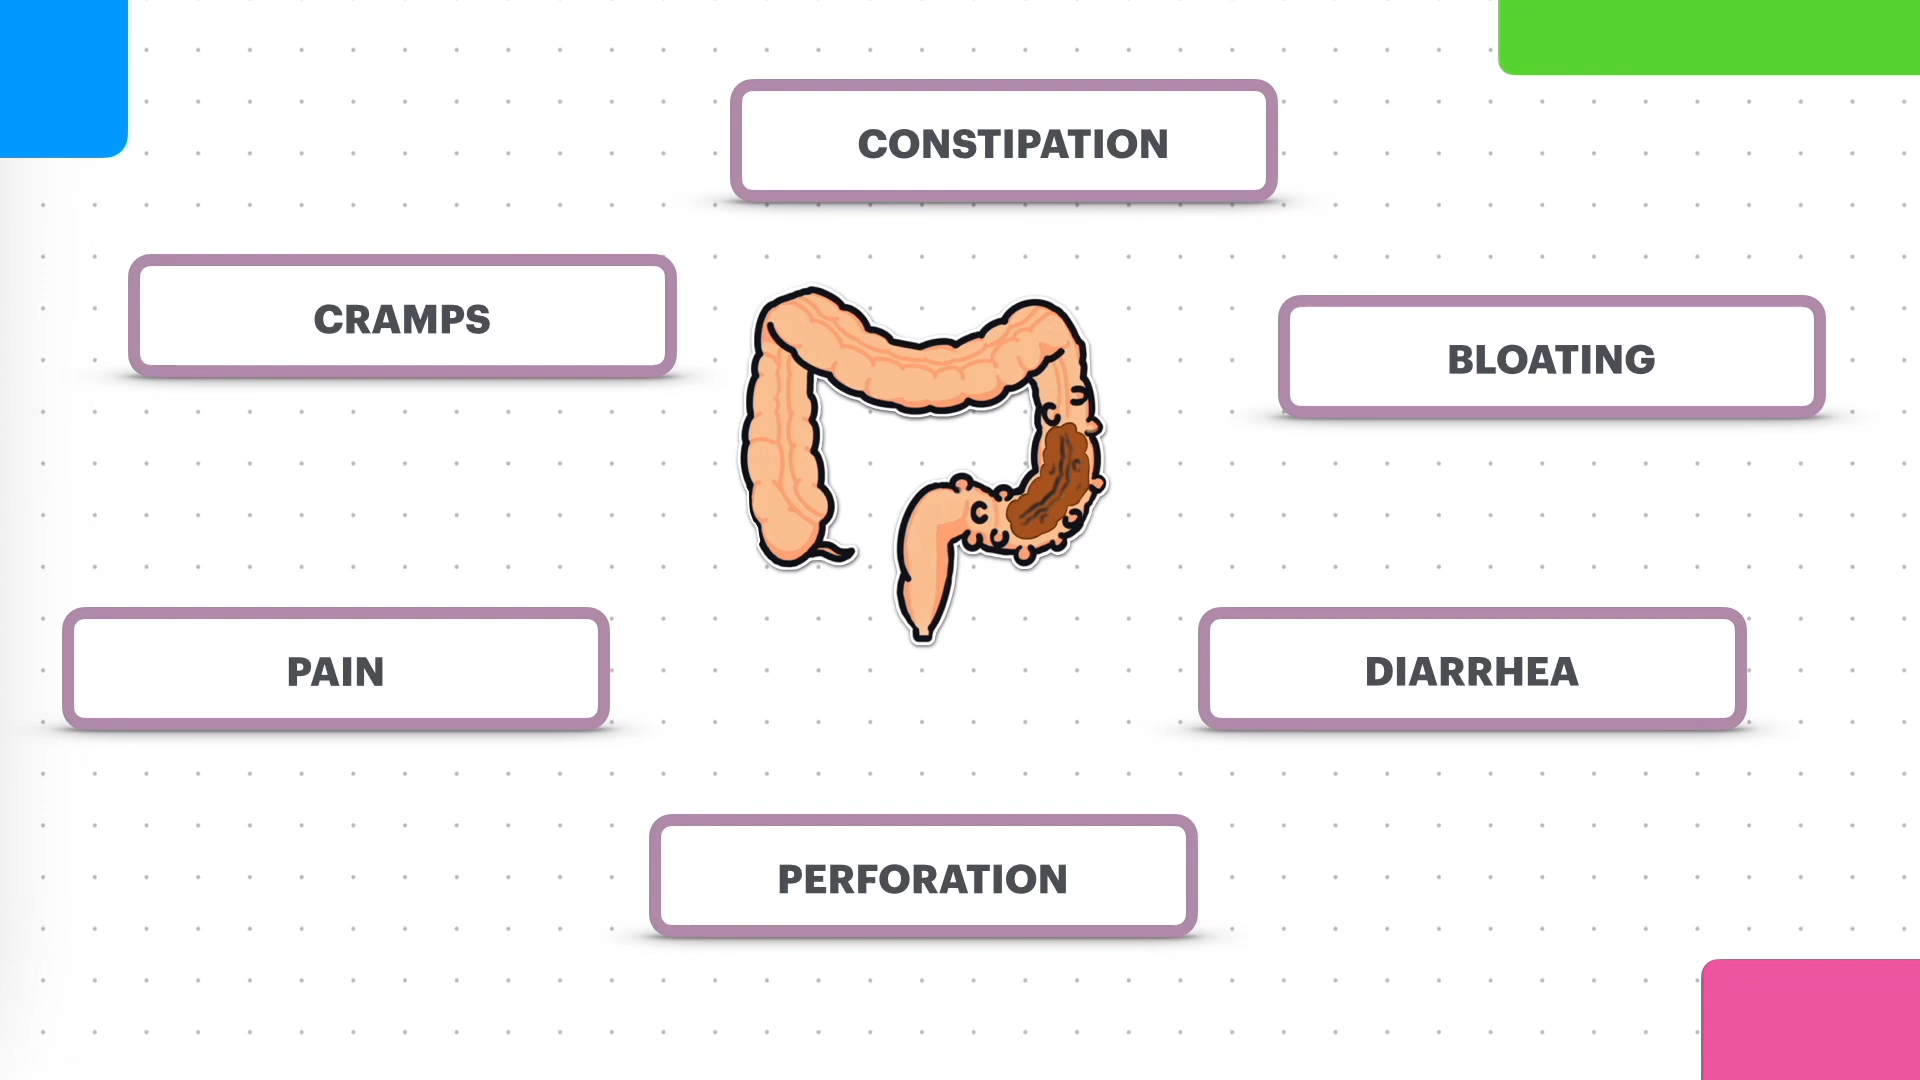 CONSTIPATION
CRAMPS
BLOATING
PAIN
DIARRHEA
PERFORATION